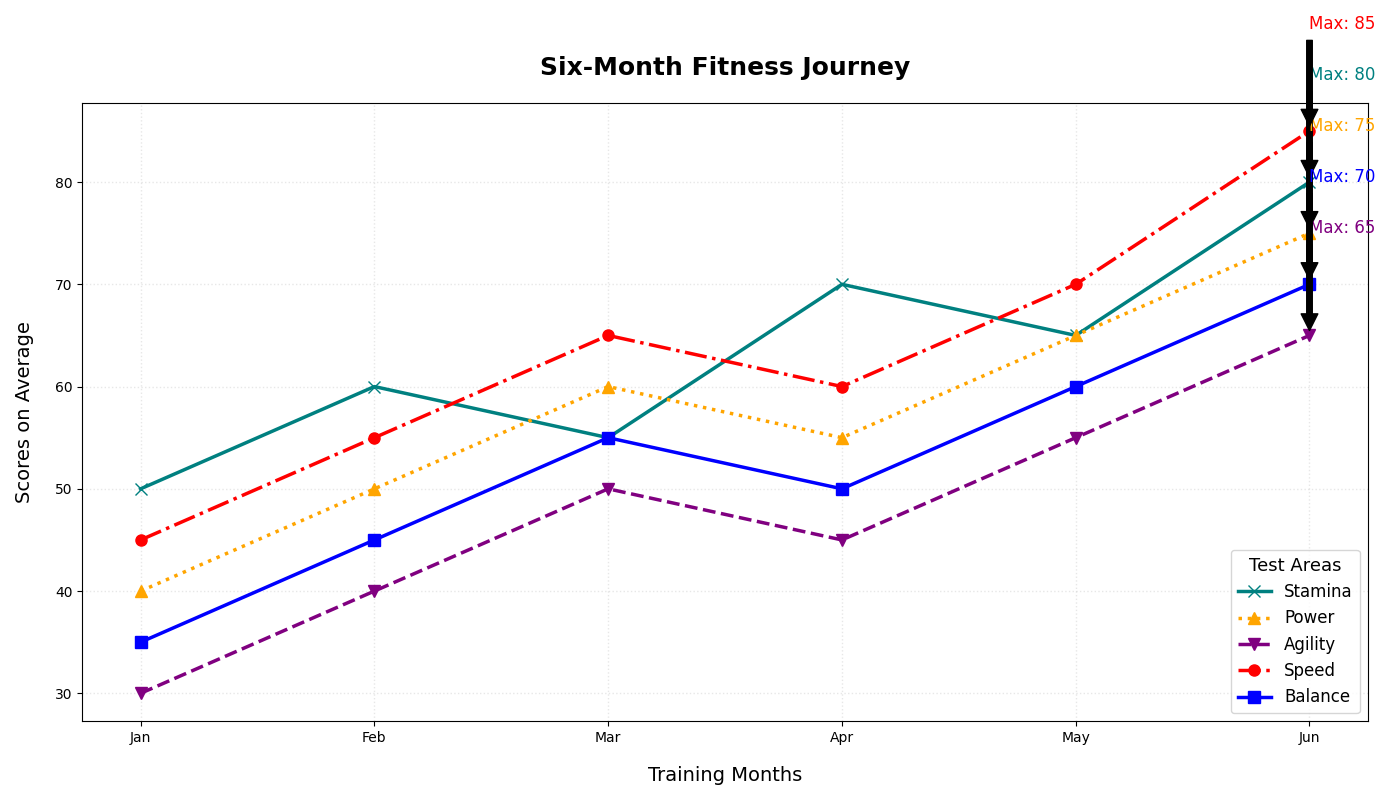 Max: 85
Six-Month Fitness Journey
Max: 80
Max: 75
Max: 70
Max: 65
Scores on Average
80
70
60
50
40
30
Test Areas
Stamina
Power
Agility
Speed
Balance
Jan
Feb
Mar
Apr
May
Jun
Training Months